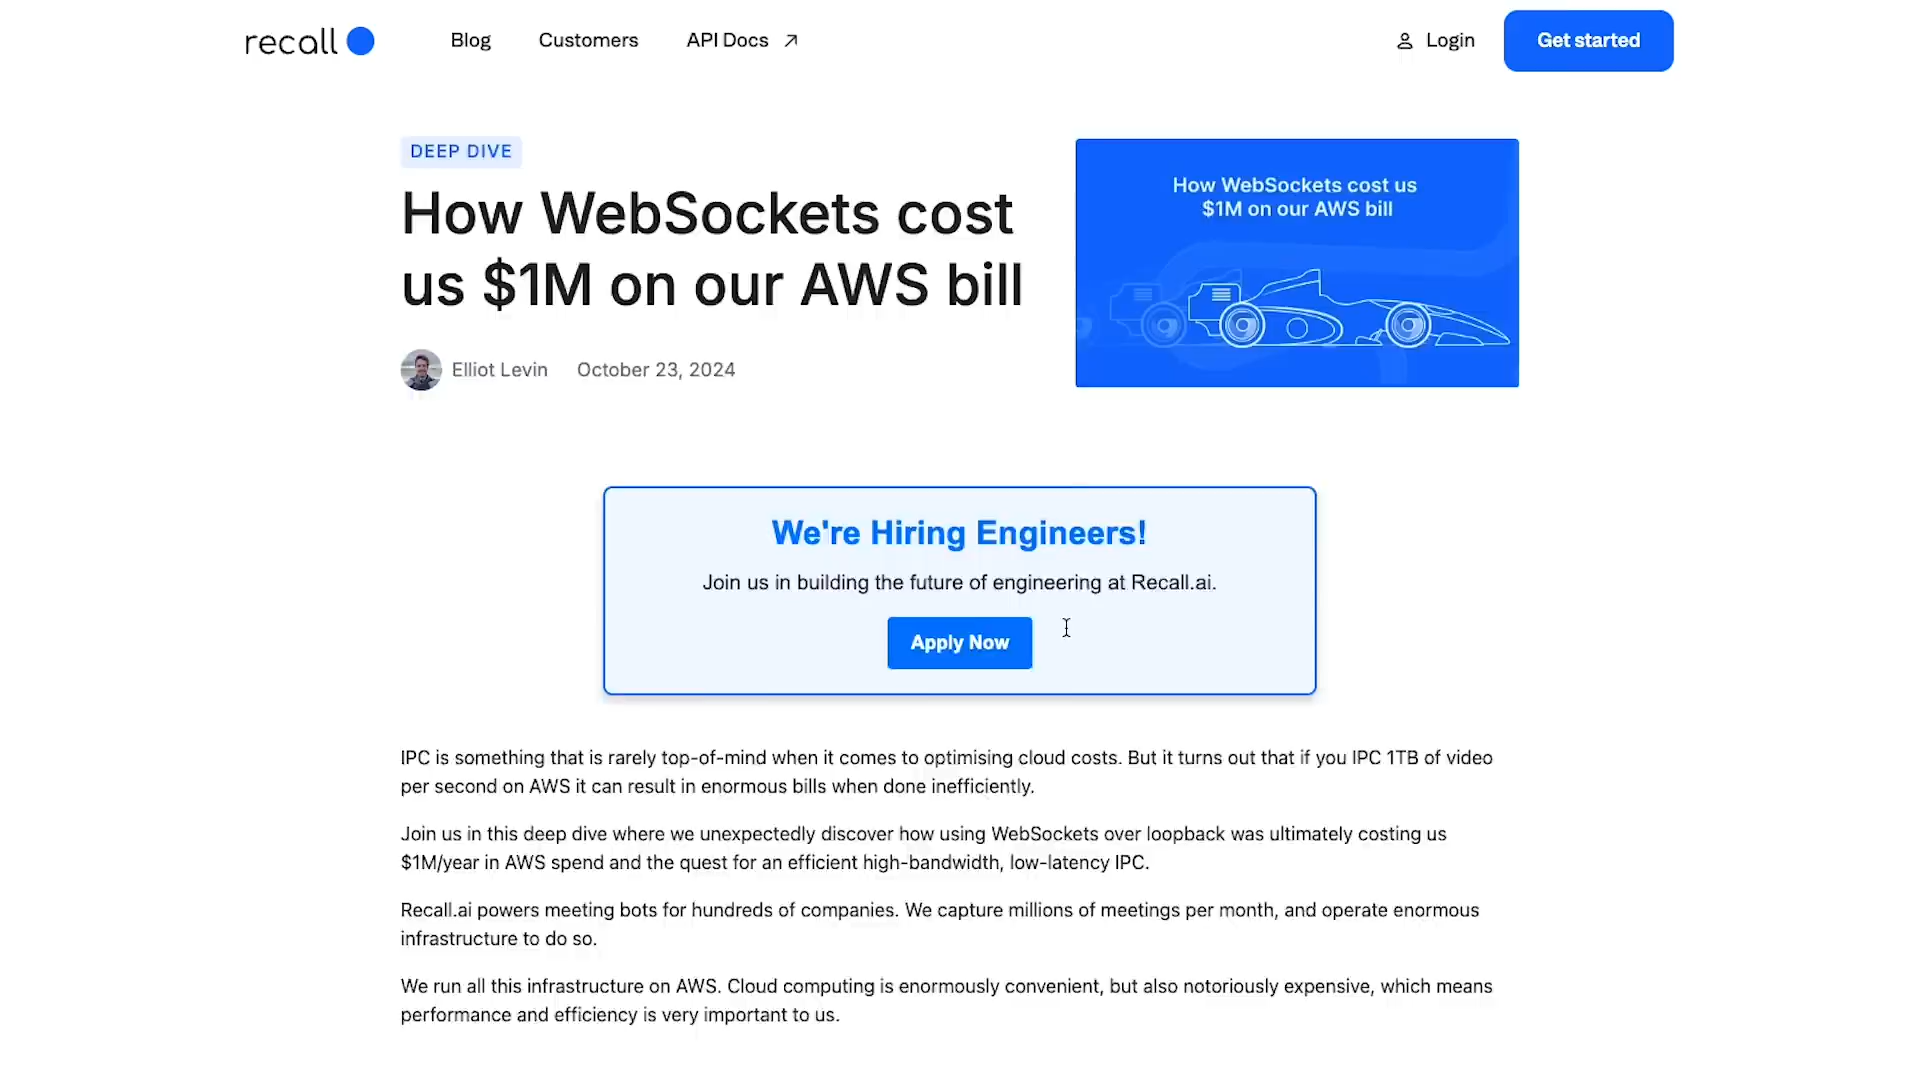 recall
Blog
Customers
API Docs
Login
Get started
DEEP DIVE
How WebSockets cost
us $1M on our AWS bill
Elliot Levin
October 23, 2024
How WebSockets cost us
$1M on our AWS bill
We're Hiring Engineers!
Join us in building the future of engineering at Recall.ai.
Apply Now
IPC is something that is rarely top-of-mind when it comes to optimising cloud costs. But it turns out that if you IPC 1TB of video
per second on AWS it can result in enormous bills when done inefficiently.
Join us in this deep dive where we unexpectedly discover how using WebSockets over loopback was ultimately costing us
$1M/year in AWS spend and the quest for an efficient high-bandwidth, low-latency IPC.
Recall.ai powers meeting bots for hundreds of companies. We capture millions of meetings per month, and operate enormous
infrastructure to do so.
We run all this infrastructure on AWS. Cloud computing is enormously convenient, but also notoriously expensive, which means
performance and efficiency is very important to us.